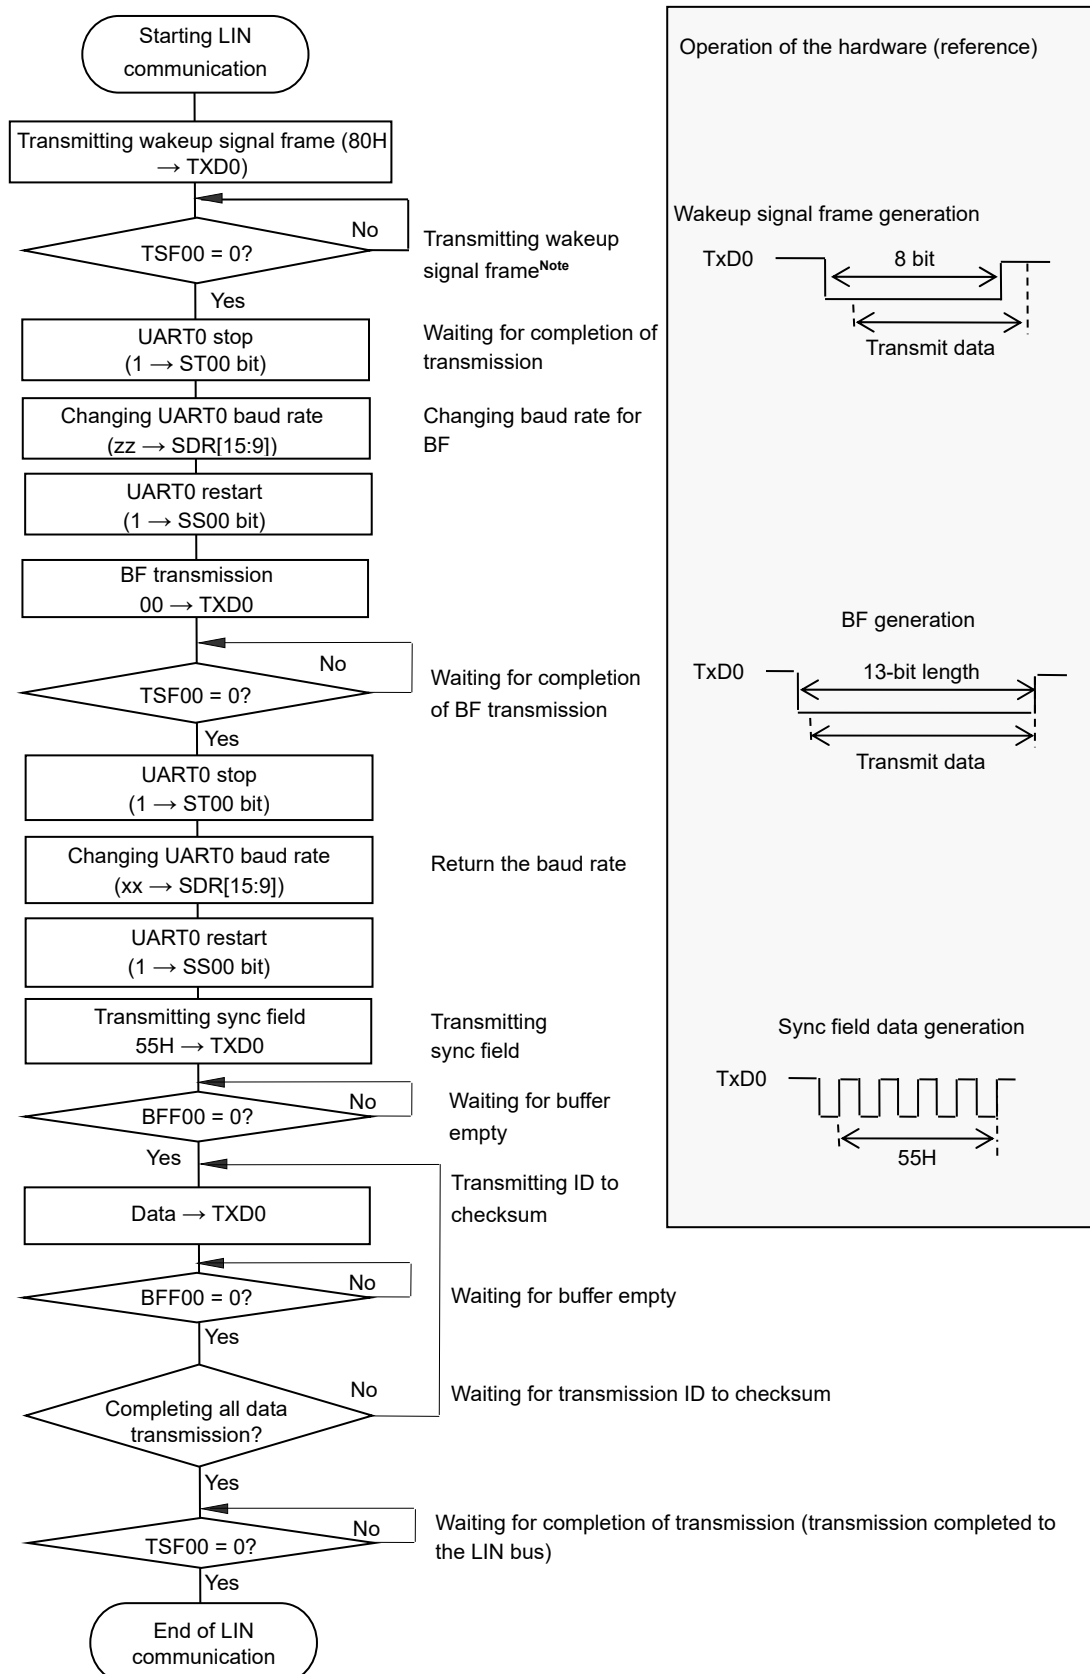 Starting LIN
communication
Transmitting wakeup signal frame (80H
→ TXD0)
No
TSF00 = 0?
Transmitting wakeup
signal frameNote
Yes
UART0 stop
(1 → ST00 bit)
Waiting for completion of
transmission
Changing UART0 baud rate
(zz → SDR[15:9])
Changing baud rate for
BF
UART0 restart
(1 → SS00 bit)
BF transmission
00 → TXD0
No
TSF00 = 0?
Waiting for completion
of BF transmission
Yes
UART0 stop
(1 → ST00 bit)
Changing UART0 baud rate
(xx → SDR[15:9])
Return the baud rate
UART0 restart
(1 → SS00 bit)
Transmitting sync field
55H → TXD0
Transmitting
sync field
No
BFF00 = 0?
Waiting for buffer
empty
Yes
Transmitting ID to
checksum
Data → TXD0
No
BFF00 = 0?
Waiting for buffer empty
Yes
No
Completing all data
transmission?
Waiting for transmission ID to checksum
Yes
No
TSF00 = 0?
Waiting for completion of transmission (transmission completed to
the LIN bus)
Yes
End of LIN
communication
Operation of the hardware (reference)
Wakeup signal frame generation
TxD0
8 bit
Transmit data
BF generation
TxD0
13-bit length
Transmit data
Sync field data generation
TxD0
55H